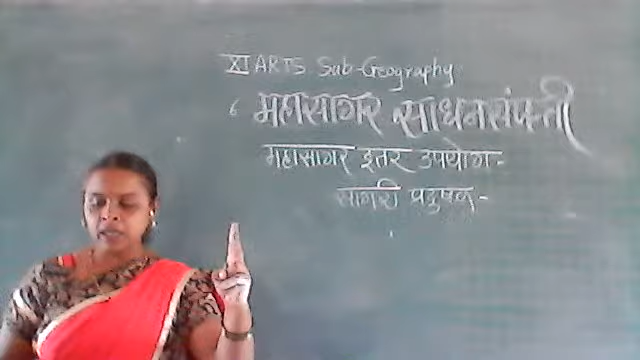 XI ARTS Sub-Geography.
6 महासागर साधनसंपत्ती
महासागर इतर उपयोग-
सागरी प्रदुषण-